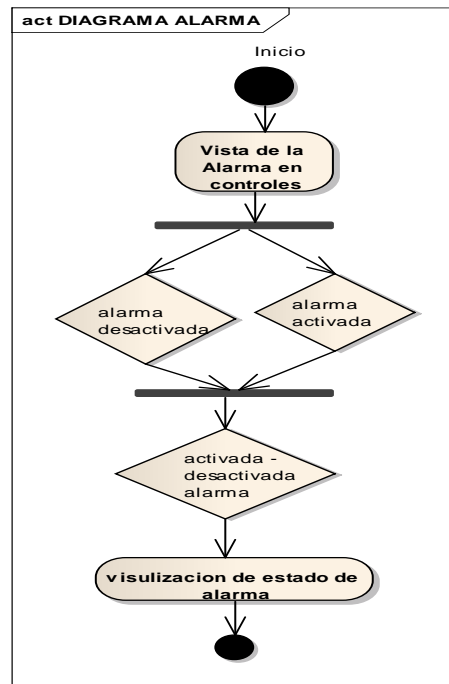 act DIAGRAMA ALARMA
Inicio
Vista de la
Alarma en
controles
alarma
desactivada
alarma
activada
activada -
desactivada
alarma
visulizacion de estado de
alarma